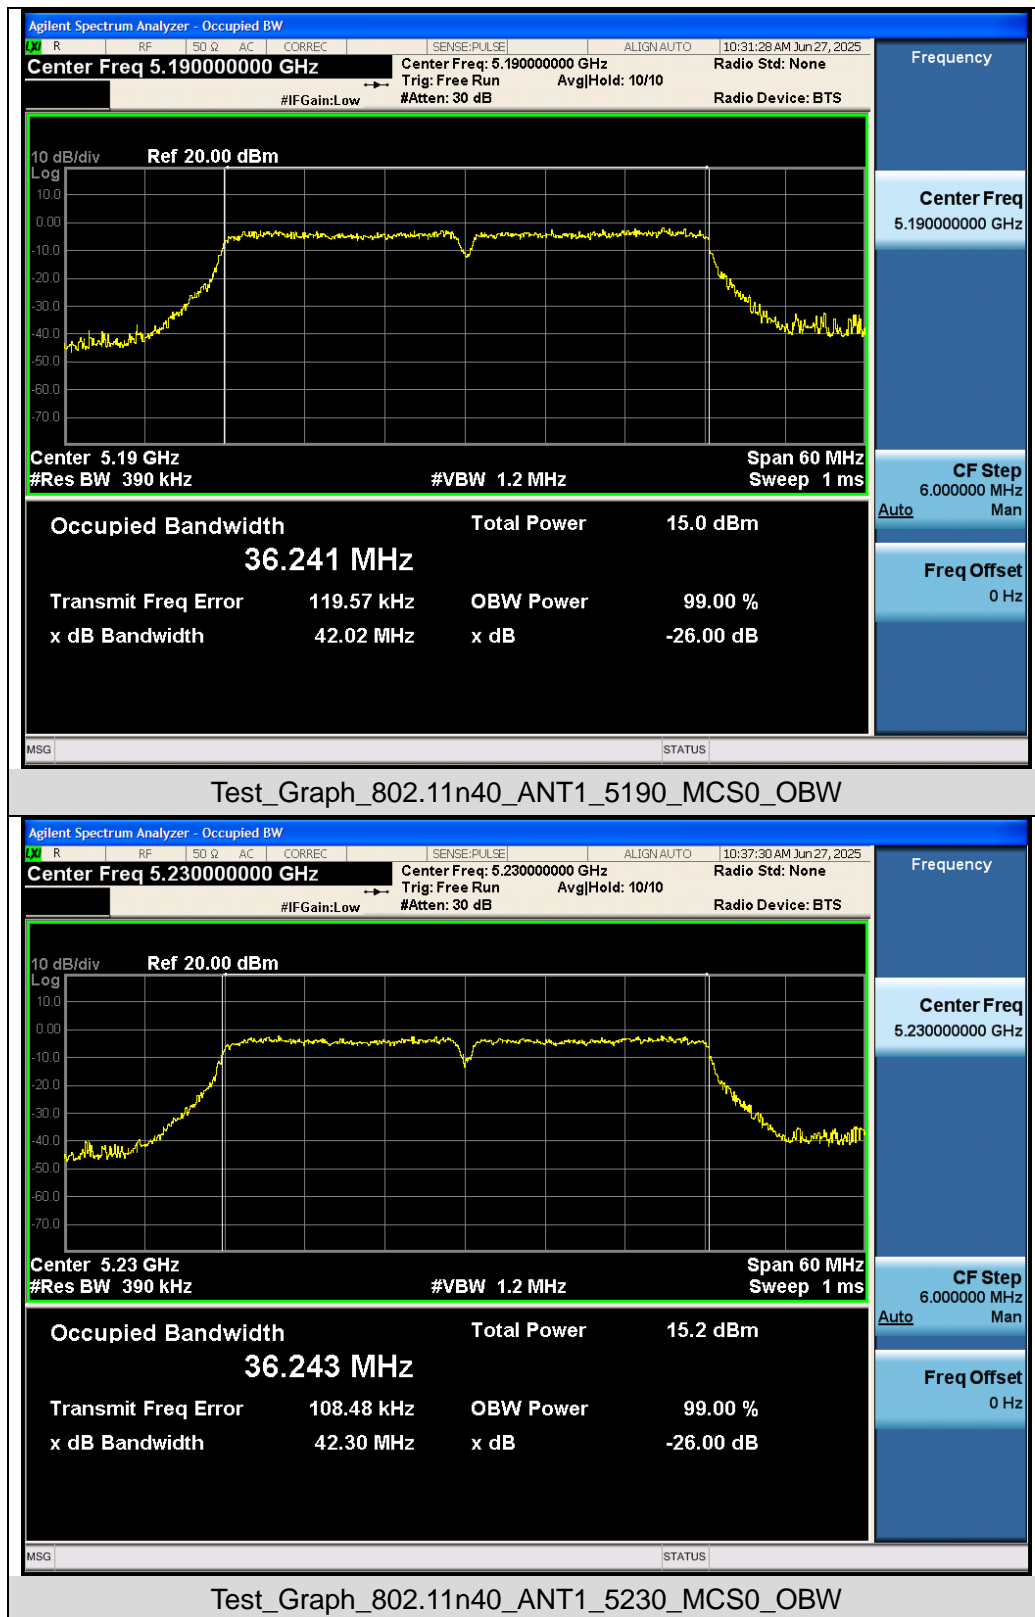 Agilent Spectrum Analyzer - Occupied BW
LXI R RF 50 Ω AC CORREC SENSE:PULSE ALIGN AUTO 10:31:28 AM Jun 27, 2025
Center Freq 5.190000000 GHz
Center Freq: 5.190000000 GHz Radio Std: None
Trig: Free Run Avg|Hold: 10/10
#IFGain:Low #Atten: 30 dB Radio Device: BTS
Frequency
10 dB/div Ref 20.00 dBm
Log
10.0
0.00
-10.0
-20.0
-30.0
-40.0
-50.0
-60.0
-70.0
Center Freq
5.190000000 GHz
Center 5.19 GHz Span 60 MHz
#Res BW 390 kHz #VBW 1.2 MHz Sweep 1 ms
CF Step
6.000000 MHz
Auto Man
Occupied Bandwidth Total Power 15.0 dBm
36.241 MHz
Transmit Freq Error 119.57 kHz OBW Power 99.00 %
x dB Bandwidth 42.02 MHz x dB -26.00 dB
Freq Offset
0 Hz
MSG STATUS
Test_Graph_802.11n40_ANT1_5190_MCS0_OBW
Agilent Spectrum Analyzer - Occupied BW
LXI R RF 50 Ω AC CORREC SENSE:PULSE ALIGN AUTO 10:37:30 AM Jun 27, 2025
Center Freq 5.230000000 GHz
Center Freq: 5.230000000 GHz Radio Std: None
Trig: Free Run Avg|Hold: 10/10
#IFGain:Low #Atten: 30 dB Radio Device: BTS
Frequency
10 dB/div Ref 20.00 dBm
Log
10.0
0.00
-10.0
-20.0
-30.0
-40.0
-50.0
-60.0
-70.0
Center Freq
5.230000000 GHz
Center 5.23 GHz Span 60 MHz
#Res BW 390 kHz #VBW 1.2 MHz Sweep 1 ms
CF Step
6.000000 MHz
Auto Man
Occupied Bandwidth Total Power 15.2 dBm
36.243 MHz
Transmit Freq Error 108.48 kHz OBW Power 99.00 %
x dB Bandwidth 42.30 MHz x dB -26.00 dB
Freq Offset
0 Hz
MSG STATUS
Test_Graph_802.11n40_ANT1_5230_MCS0_OBW